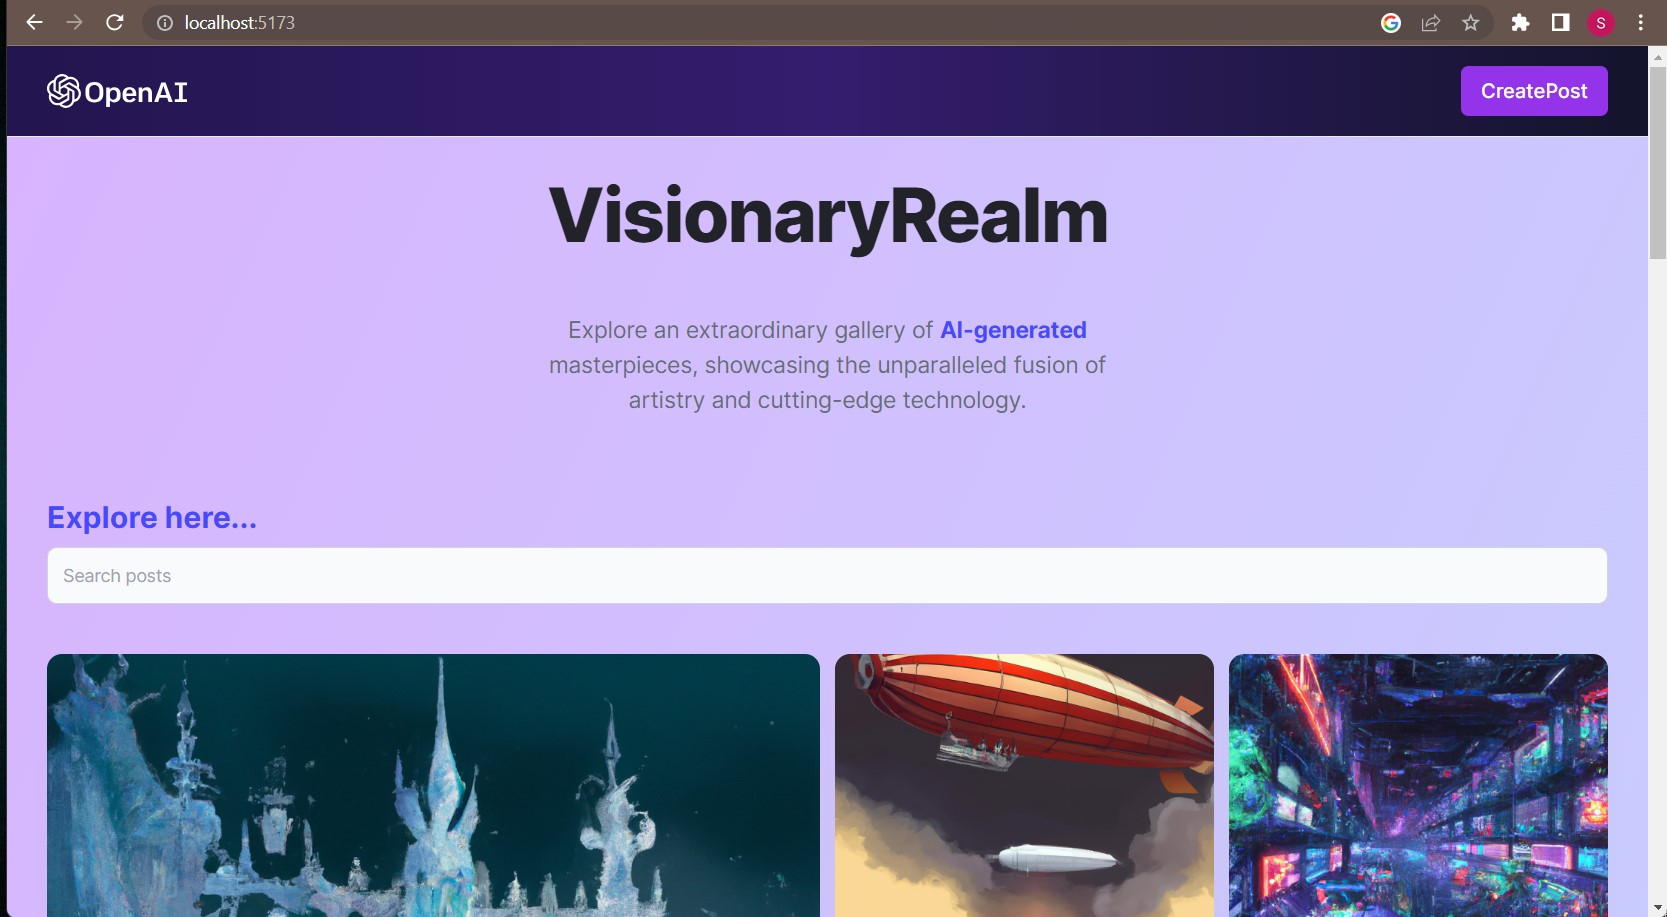 localhost:5173
S
OpenAI
CreatePost
VisionaryRealm
Explore an extraordinary gallery of AI-generated
masterpieces, showcasing the unparalleled fusion of
artistry and cutting-edge technology.
Explore here...
Search posts